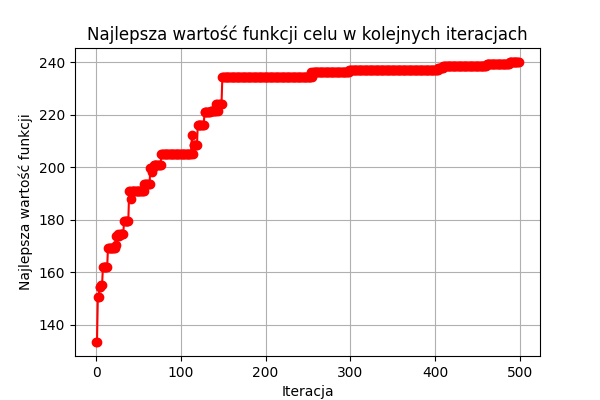 Najlepsza wartość funkcji celu w kolejnych iteracjach
Najlepsza wartość funkcji
240
220
200
180
160
140
0 100 200 300 400 500
Iteracja